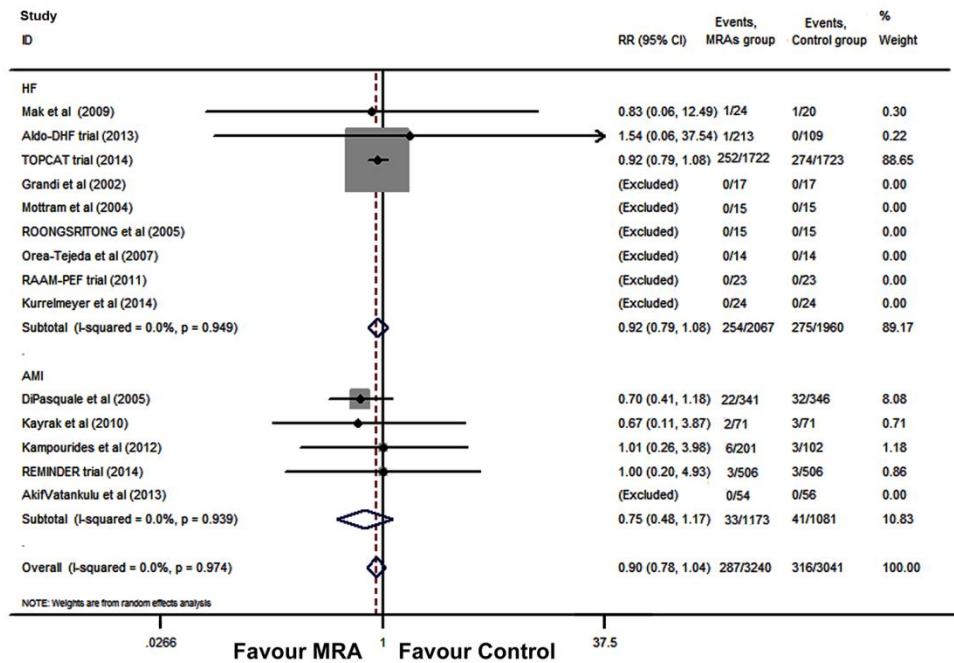 Study Events, Events, %
ID RR (95% CI) MRAs group Control group Weight
HF
Mak et al (2009) 0.83 (0.06, 12.49) 1/24 1/20 0.30
Aldo-DHF trial (2013) 1.54 (0.06, 37.54) 1/213 0/109 0.22
TOPCAT trial (2014) 0.92 (0.79, 1.08) 252/1722 274/1723 88.65
Grandi et al (2002) (Excluded) 0/17 0/17 0.00
Mottram et al (2004) (Excluded) 0/15 0/15 0.00
ROONGSRITONG et al (2005) (Excluded) 0/15 0/15 0.00
Orea-Tejeda et al (2007) (Excluded) 0/14 0/14 0.00
RAAM-PEF trial (2011) (Excluded) 0/23 0/23 0.00
Kurrelmeyer et al (2014) (Excluded) 0/24 0/24 0.00
Subtotal (I-squared = 0.0%, p = 0.949) 0.92 (0.79, 1.08) 254/2067 275/1960 89.17
.
AMI
DiPasquale et al (2005) 0.70 (0.41, 1.18) 22/341 32/346 8.08
Kayrak et al (2010) 0.67 (0.11, 3.87) 2/71 3/71 0.71
Kampourides et al (2012) 1.01 (0.26, 3.98) 6/201 3/102 1.18
REMINDER trial (2014) 1.00 (0.20, 4.93) 3/506 3/506 0.86
AkifVatankulu et al (2013) (Excluded) 0/54 0/56 0.00
Subtotal (I-squared = 0.0%, p = 0.939) 0.75 (0.48, 1.17) 33/1173 41/1081 10.83
.
Overall (I-squared = 0.0%, p = 0.974) 0.90 (0.78, 1.04) 287/3240 316/3041 100.00
NOTE: Weights are from random effects analysis
.0266 1 37.5
Favour MRA Favour Control